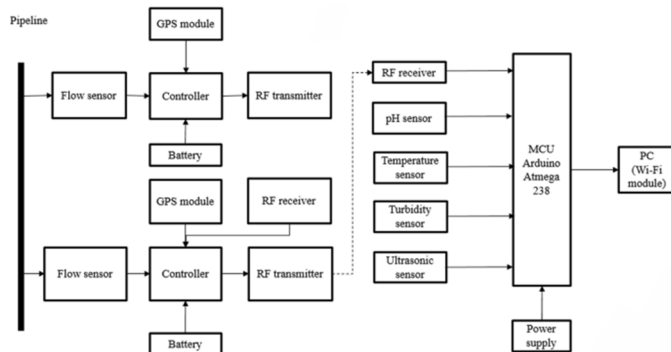 Pipeline
GPS module
Flow sensor
Controller
RF transmitter
Battery
GPS module
RF receiver
Flow sensor
Controller
RF transmitter
Battery
RF receiver
pH sensor
Temperature
sensor
Turbidity
sensor
Ultrasonic
sensor
MCU
Arduino
Atmega
238
Power
supply
PC
(Wi-Fi
module)